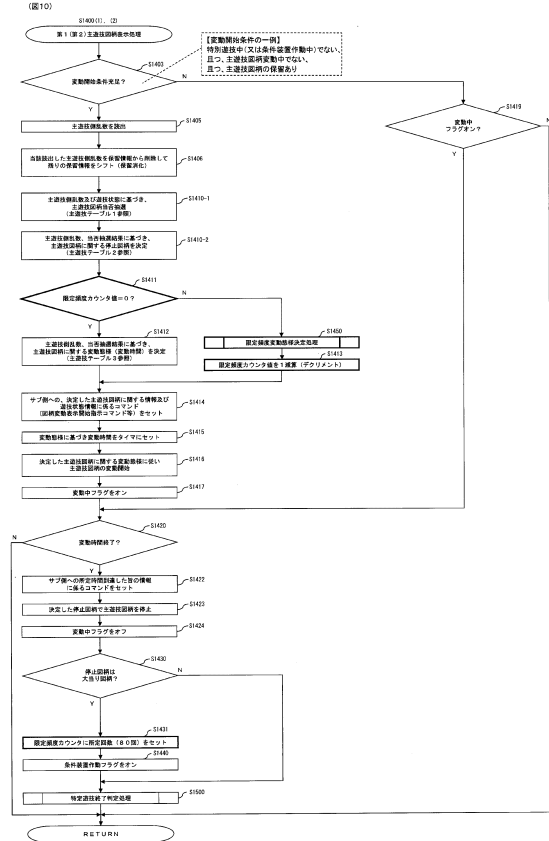 (図10)
S1400(1)、(2)
第1(第2)主遊技図柄表示処理
【変動開始条件の一例】
特別遊技中(又は条件装置作動中)でない、
且つ、主遊技図柄変動中でない、
且つ、主遊技図柄の保留あり
S1403
変動開始条件充足?
N
Y
S1419
変動中
フラグオン?
N
Y
S1405
主遊技側乱数を読出
S1406
当該読出した主遊技側乱数を保留情報から削除して
残りの保留情報をシフト(保留消化)
S1410-1
主遊技側乱数及び遊技状態に基づき、
主遊技図柄当否抽選
(主遊技テーブル1参照)
S1410-2
主遊技側乱数、当否抽選結果に基づき、
主遊技図柄に関する停止図柄を決定
(主遊技テーブル2参照)
S1411
限定頻度カウンタ値=0?
N
Y
S1412
主遊技側乱数、当否抽選結果に基づき、
主遊技図柄に関する変動態様(変動時間)を決定
(主遊技テーブル3参照)
S1450
限定頻度変動態様決定処理
S1413
限定頻度カウンタ値を1減算(デクリメント)
S1414
サブ側への、決定した主遊技図柄に関する情報及び
遊技状態情報に係るコマンド
(図柄変動表示開始指示コマンド等)をセット
S1415
変動態様に基づき変動時間をタイマにセット
S1416
決定した主遊技図柄に関する変動態様に従い
主遊技図柄の変動開始
S1417
変動中フラグをオン
S1420
変動時間終了?
N
Y
S1422
サブ側への所定時間到達した旨の情報
に係るコマンドをセット
S1423
決定した停止図柄で主遊技図柄を停止
S1424
変動中フラグをオフ
S1430
停止図柄は
大当り図柄?
N
Y
S1431
限定頻度カウンタに所定回数(80回)をセット
S1440
条件装置作動フラグをオン
S1500
特定遊技終了判定処理
RETURN